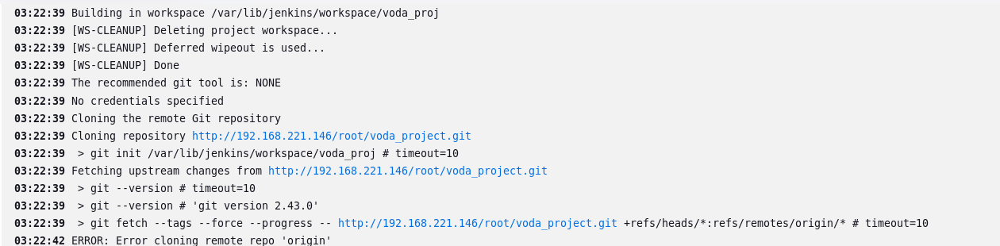 03:22:39 Building in workspace /var/lib/jenkins/workspace/voda_proj
03:22:39 [WS-CLEANUP] Deleting project workspace...
03:22:39 [WS-CLEANUP] Deferred wipeout is used...
03:22:39 [WS-CLEANUP] Done
03:22:39 The recommended git tool is: NONE
03:22:39 No credentials specified
03:22:39 Cloning the remote Git repository
03:22:39 Cloning repository http://192.168.221.146/root/voda_project.git
03:22:39  > git init /var/lib/jenkins/workspace/voda_proj # timeout=10
03:22:39 Fetching upstream changes from http://192.168.221.146/root/voda_project.git
03:22:39  > git --version # timeout=10
03:22:39  > git --version # 'git version 2.43.0'
03:22:39  > git fetch --tags --force --progress -- http://192.168.221.146/root/voda_project.git +refs/heads/*:refs/remotes/origin/* # timeout=10
03:22:42 ERROR: Error cloning remote repo 'origin'